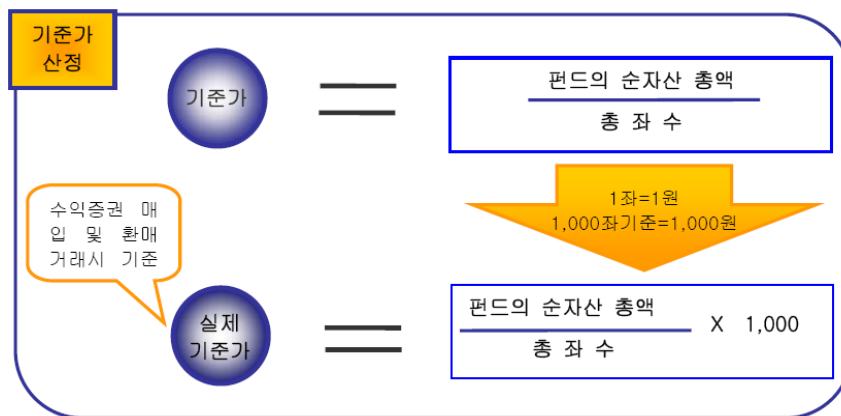 기준가
산정
기준가
펀드의 순자산 총액
총 좌 수
1좌=1원
1,000좌기준=1,000원
수익증권 매
입 및 환매
거래시 기준
실제
기준가
펀드의 순자산 총액
총 좌 수
X 1,000